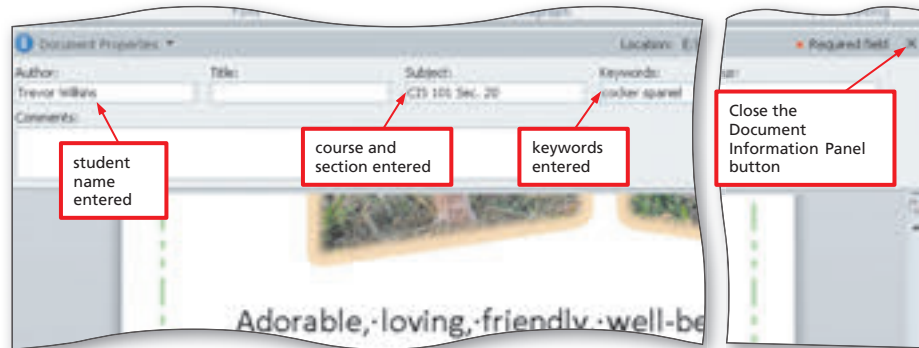 Document Properties
Location: E:\
Required field
Author:
Title:
Subject:
Keywords:
Trevor Wilkins
CIS 101 Sec. 20
cocker spaniel
Comments:
student
name
entered
course and
section entered
keywords
entered
Close the
Document
Information Panel
button
Adorable,·loving,·friendly,·well-be